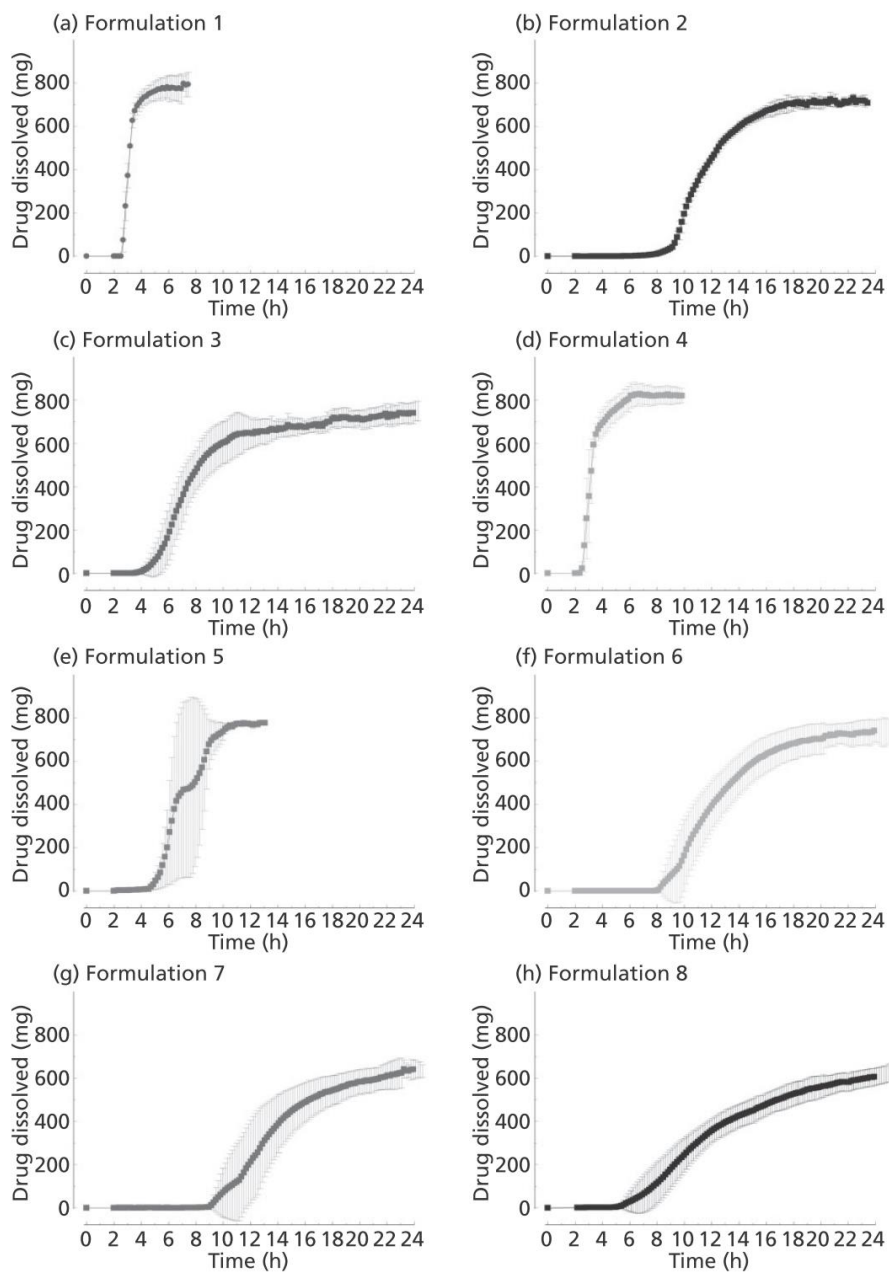 (a) Formulation 1
Drug dissolved (mg)
800
600
400
200
0
0 2 4 6 8 10 12 14 16 18 20 22 24
Time (h)
(b) Formulation 2
Drug dissolved (mg)
800
600
400
200
0
0 2 4 6 8 10 12 14 16 18 20 22 24
Time (h)
(c) Formulation 3
Drug dissolved (mg)
800
600
400
200
0
0 2 4 6 8 10 12 14 16 18 20 22 24
Time (h)
(d) Formulation 4
Drug dissolved (mg)
800
600
400
200
0
0 2 4 6 8 10 12 14 16 18 20 22 24
Time (h)
(e) Formulation 5
Drug dissolved (mg)
800
600
400
200
0
0 2 4 6 8 10 12 14 16 18 20 22 24
Time (h)
(f) Formulation 6
Drug dissolved (mg)
800
600
400
200
0
0 2 4 6 8 10 12 14 16 18 20 22 24
Time (h)
(g) Formulation 7
Drug dissolved (mg)
800
600
400
200
0
0 2 4 6 8 10 12 14 16 18 20 22 24
Time (h)
(h) Formulation 8
Drug dissolved (mg)
800
600
400
200
0
0 2 4 6 8 10 12 14 16 18 20 22 24
Time (h)